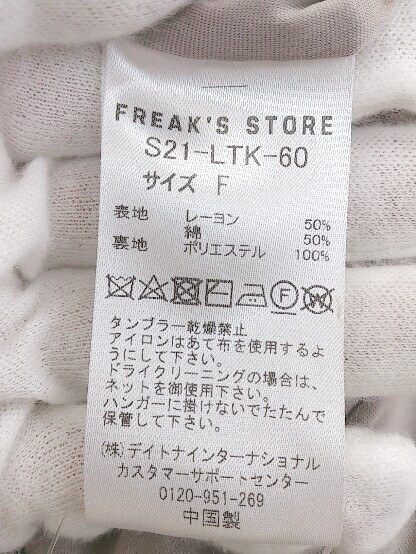 FREAK'S STORE
S21-LTK-60
サイズ F
表地 レーヨン 50%
綿 50%
裏地 ポリエステル 100%
F W
タンブラー乾燥禁止
アイロンはあて布を使用するよ
うにして下さい。
ドライクリーニングの場合は、
ネットを御使用下さい。
ハンガーに掛けないでたたんで
保管して下さい。
(株)デイトナインターナショナル
カスタマーサポートセンター
0120-951-269
中国製